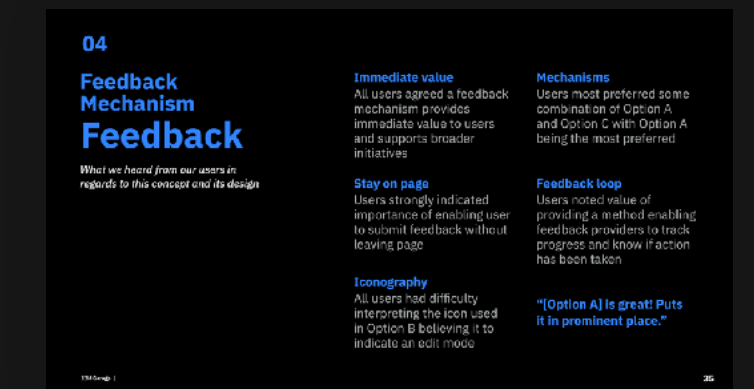 04
Feedback
Mechanism
Feedback
What we heard from our users in
regards to this concept and its design
Immediate value
All users agreed a feedback
mechanism provides
immediate value to users
and supports broader
initiatives
Stay on page
Users strongly indicated
importance of enabling user
to submit feedback without
leaving page
Iconography
All users had difficulty
interpreting the icon used
in Option B believing it to
indicate an edit mode
Mechanisms
Users most preferred some
combination of Option A
and Option C with Option A
being the most preferred
Feedback loop
Users noted value of
providing a method enabling
feedback providers to track
progress and know if action
has been taken
“[Option A] is great! Puts
it in prominent place.”
35